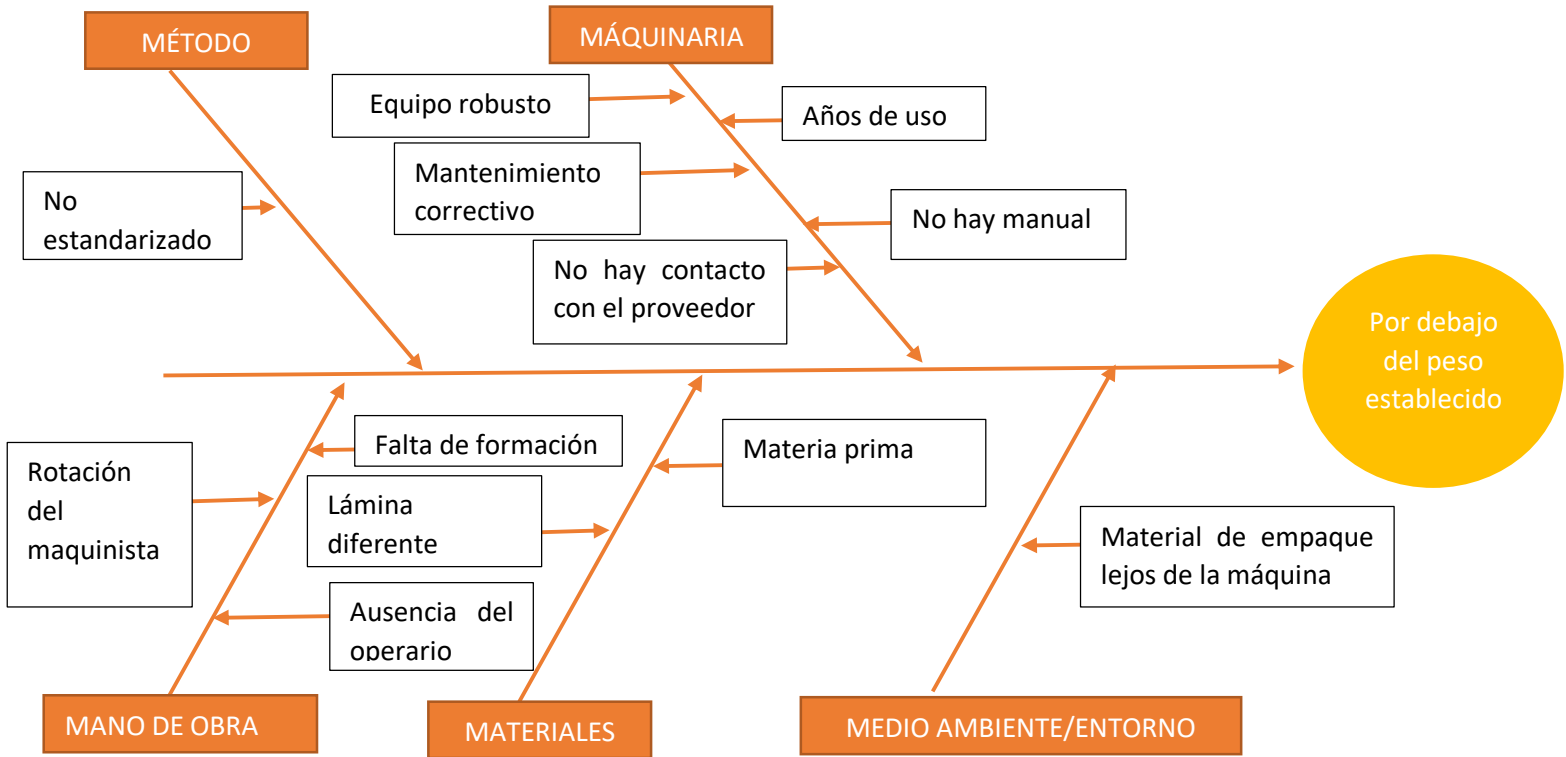 MÉTODO
MÁQUINARIA
Equipo robusto
Años de uso
Mantenimiento
correctivo
No
estandarizado
No hay manual
No hay contacto
con el proveedor
Por debajo
del peso
establecido
Falta de formación
Materia prima
Rotación
del
maquinista
Lámina
diferente
Material de empaque
lejos de la máquina
Ausencia del
operario
MANO DE OBRA
MATERIALES
MEDIO AMBIENTE/ENTORNO